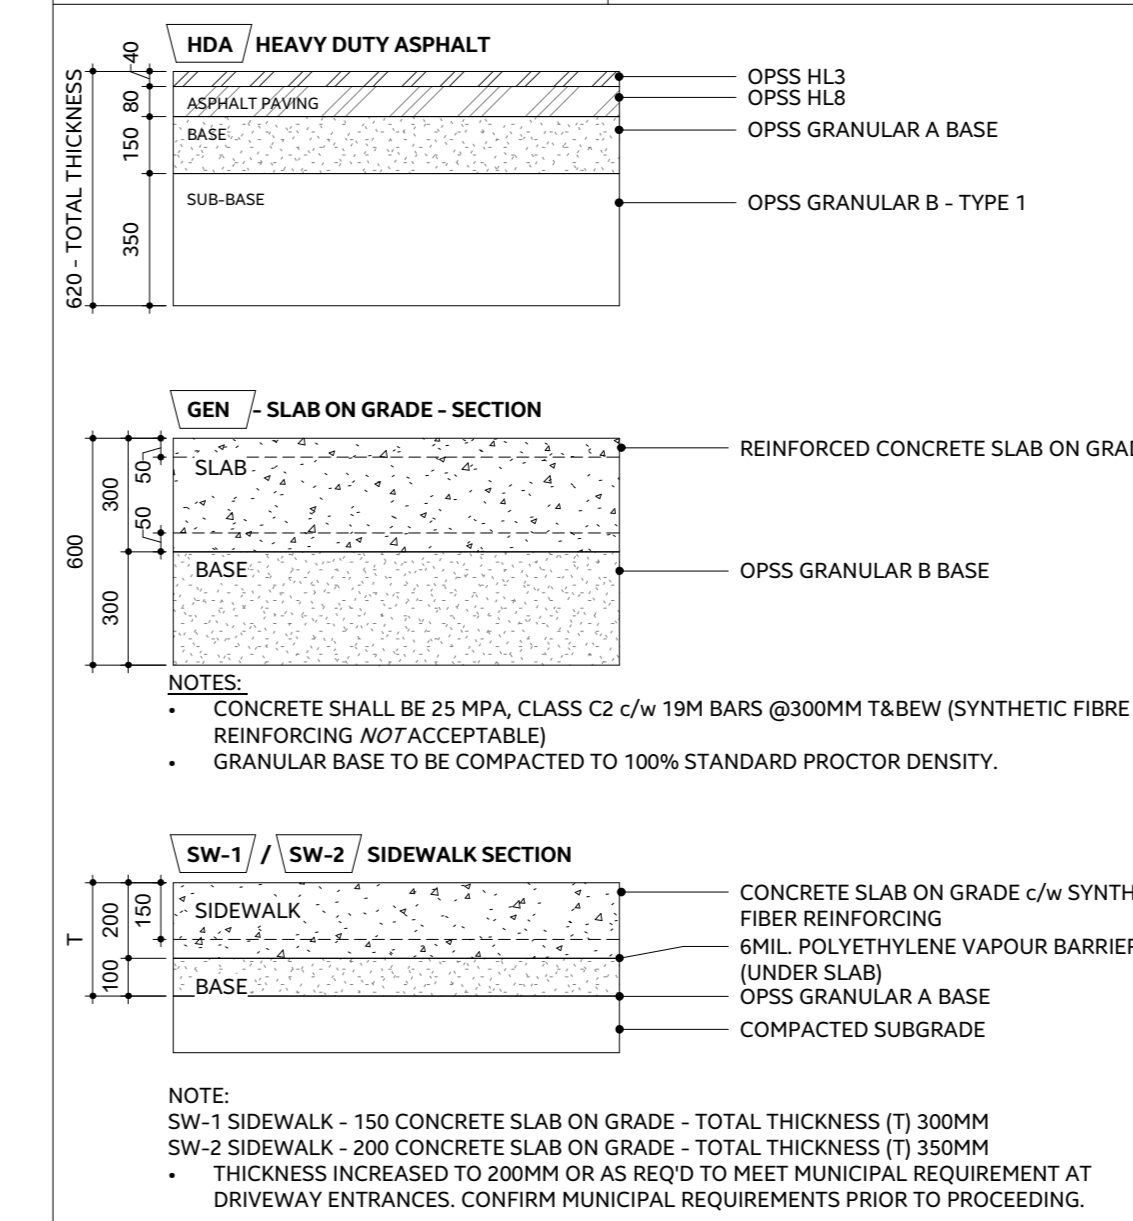 HDA HEAVY DUTY ASPHALT
620 - TOTAL THICKNESS
40
80
150
350
ASPHALT PAVING
BASE
SUB-BASE
OPSS HL3
OPSS HL8
OPSS GRANULAR A BASE
OPSS GRANULAR B - TYPE 1
GEN - SLAB ON GRADE - SECTION
600
300
300
50
50
SLAB
BASE
REINFORCED CONCRETE SLAB ON
OPSS GRANULAR B BASE
NOTES:
• CONCRETE SHALL BE 25 MPA, CLASS C2 c/w 19M BARS @300MM T&BEW (SYNTHETIC FIBRE
REINFORCING NOT ACCEPTABLE)
• GRANULAR BASE TO BE COMPACTED TO 100% STANDARD PROCTOR DENSITY.
SW-1 / SW-2 SIDEWALK SECTION
T
200
100
150
SIDEWALK
BASE
CONCRETE SLAB ON GRADE c/w
FIBER REINFORCING
6MIL. POLYETHYLENE VAPOUR BARRIER
(UNDER SLAB)
OPSS GRANULAR A BASE
COMPACTED SUBGRADE
NOTE:
SW-1 SIDEWALK - 150 CONCRETE SLAB ON GRADE - TOTAL THICKNESS (T) 300MM
SW-2 SIDEWALK - 200 CONCRETE SLAB ON GRADE - TOTAL THICKNESS (T) 350MM
• THICKNESS INCREASED TO 200MM OR AS REQ'D TO MEET MUNICIPAL REQUIREMENT AT
DRIVEWAY ENTRANCES. CONFIRM MUNICIPAL REQUIREMENTS PRIOR TO PROCEEDING.